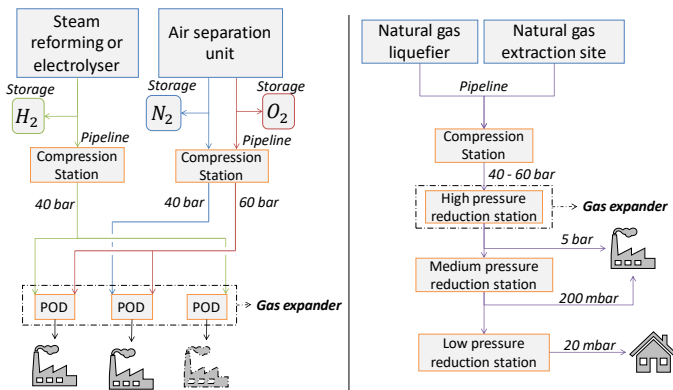 Steam
reforming or
electrolyser
Air separation
unit
Storage
Storage
H₂
N₂
O₂
Pipeline
Pipeline
Compression
Station
Compression
Station
40 bar
40 bar
60 bar
POD
POD
POD
Gas expander
Natural gas
liquefier
Natural gas
extraction site
Pipeline
Compression
Station
40 - 60 bar
High pressure
reduction station
Gas expander
5 bar
Medium pressure
reduction station
200 mbar
Low pressure
reduction station
20 mbar